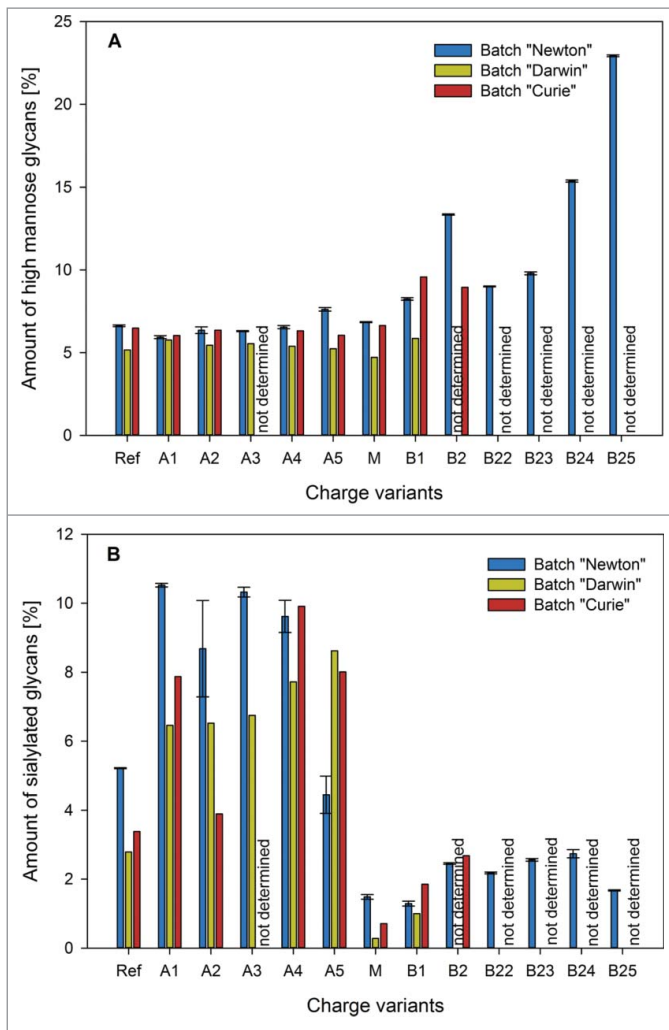 A
Batch "Newton"
Batch "Darwin"
Batch "Curie"
Amount of high mannose glycans [%]
25
20
15
10
5
0
not determined
not determined
not determined
not determined
not determined
not determined
Ref A1 A2 A3 A4 A5 M B1 B2 B22 B23 B24 B25
Charge variants
B
Batch "Newton"
Batch "Darwin"
Batch "Curie"
Amount of sialylated glycans [%]
12
10
8
6
4
2
0
not determined
not determined
not determined
not determined
not determined
not determined
Ref A1 A2 A3 A4 A5 M B1 B2 B22 B23 B24 B25
Charge variants